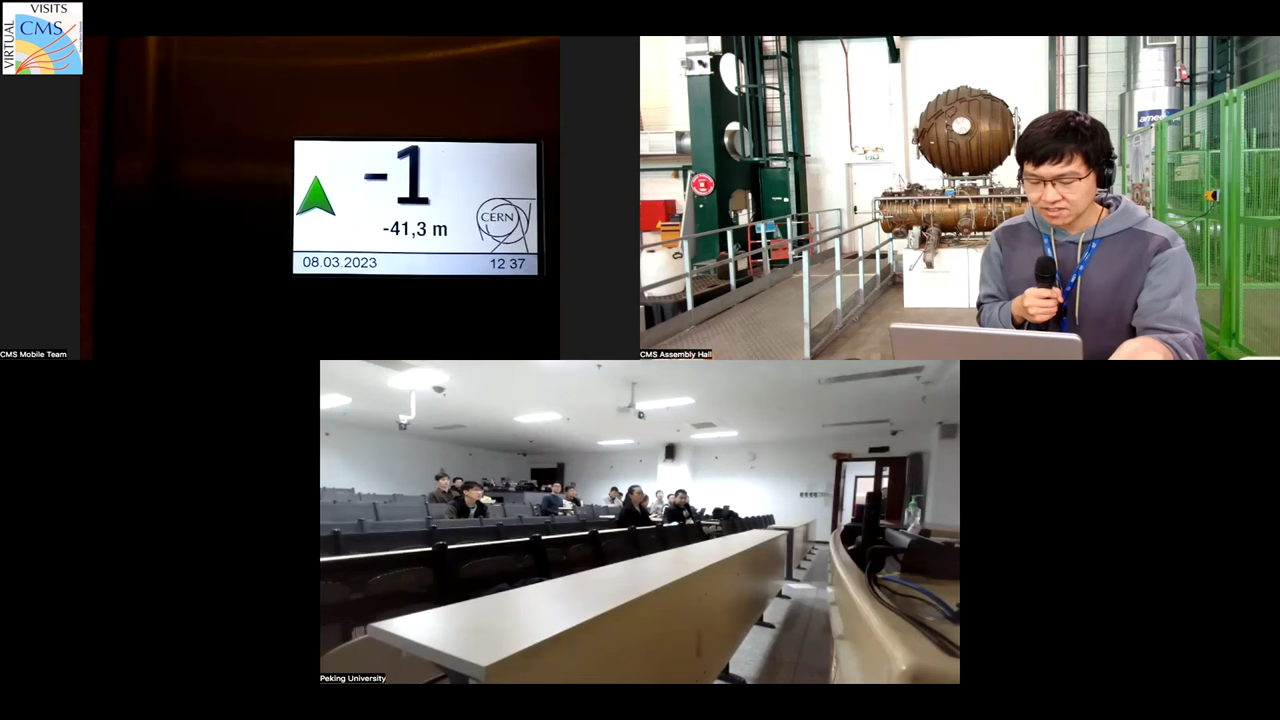 VISITS
CMS
VIRTUAL
-1
-41,3 m
CERN
08.03.2023
12 37
CMS Mobile Team
CMS Assembly Hall
Peking University